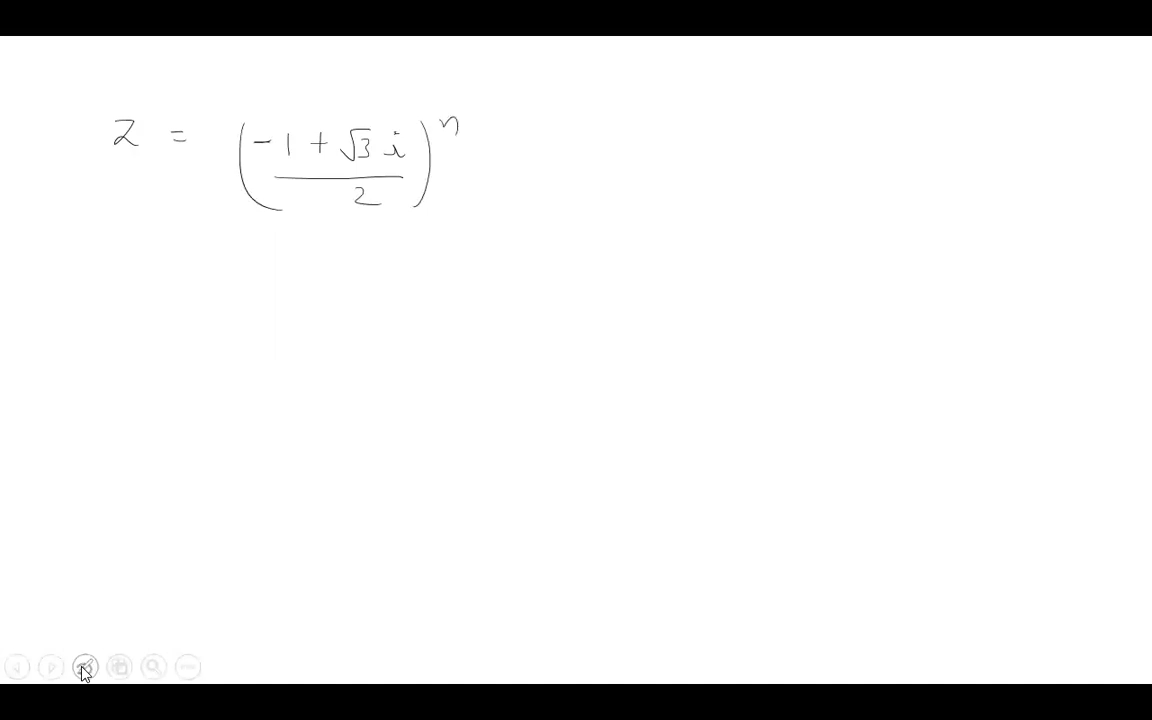 z = ((-1 + √3 i)/2)^n